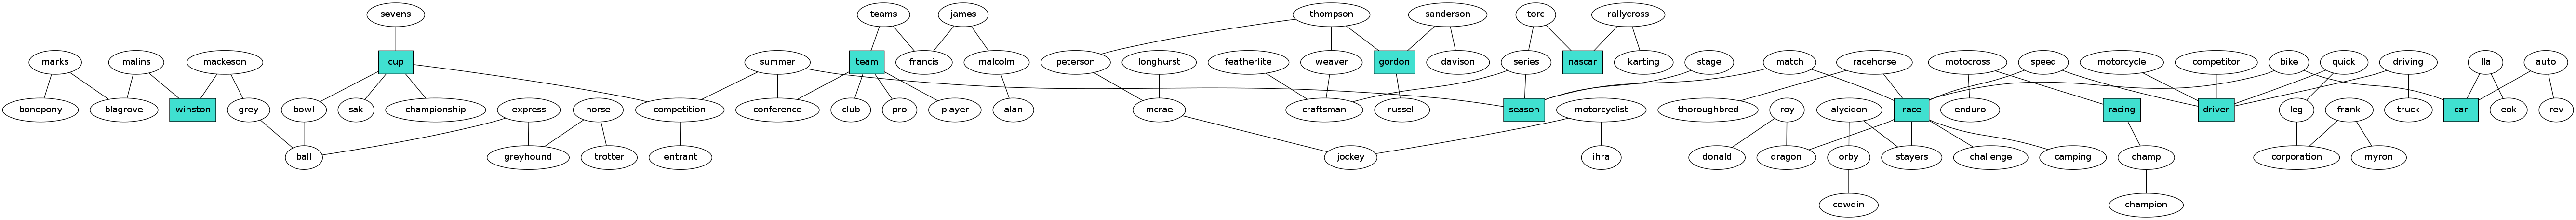 sevens teams james thompson sanderson torc rallycross
marks malins mackeson cup summer team francis malcolm peterson longhurst featherlite weaver gordon davison series nascar karting stage match racehorse motocross speed motorcycle competitor bike quick driving lla auto
bonepony blagrove winston grey bowl sak championship express horse competition conference club pro player alan mcrae craftsman russell season motorcyclist thoroughbred roy alycidon race enduro racing driver leg frank truck car eok rev
ball greyhound trotter entrant jockey ihra donald dragon orby stayers challenge camping champ corporation myron
cowdin champion